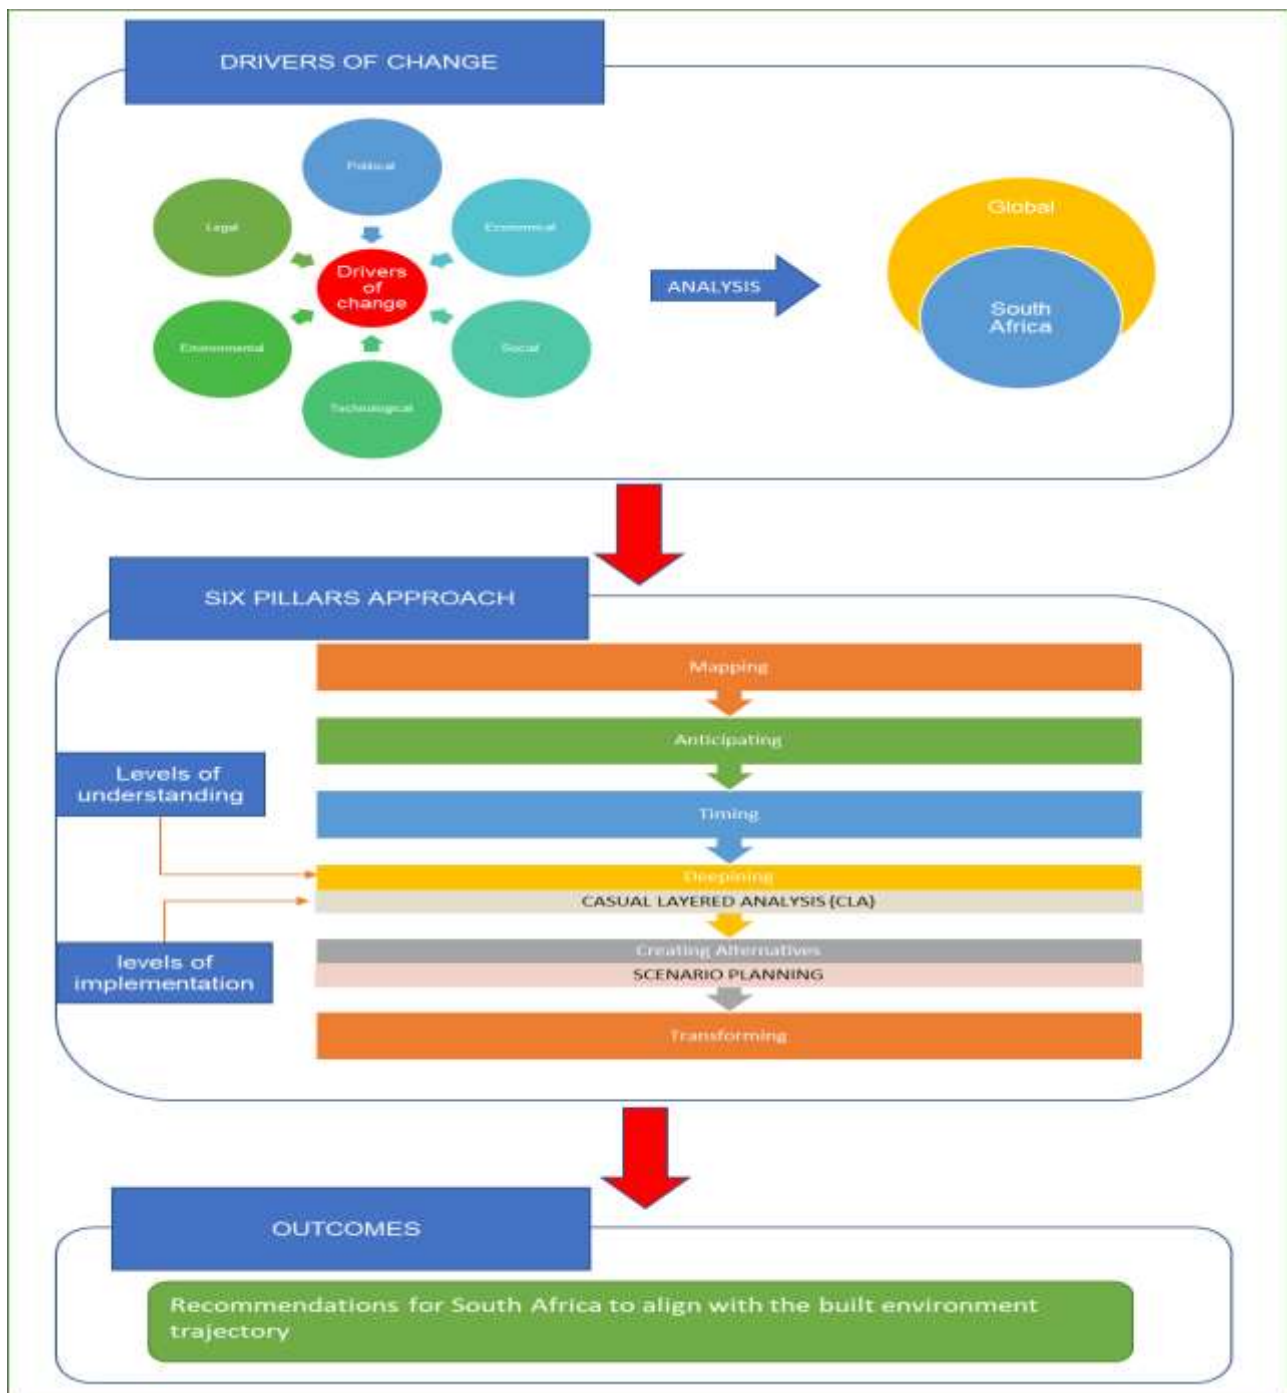 DRIVERS OF CHANGE
Political
Legal
Economical
Drivers
of
change
Environmental
Social
Technological
ANALYSIS
Global
South
Africa
SIX PILLARS APPROACH
Mapping
Anticipating
Timing
Levels of
understanding
Deepining
CASUAL LAYERED ANALYSIS (CLA)
levels of
implementation
Creating Alternatives
SCENARIO PLANNING
Transforming
OUTCOMES
Recommendations for South Africa to align with the built environment
trajectory